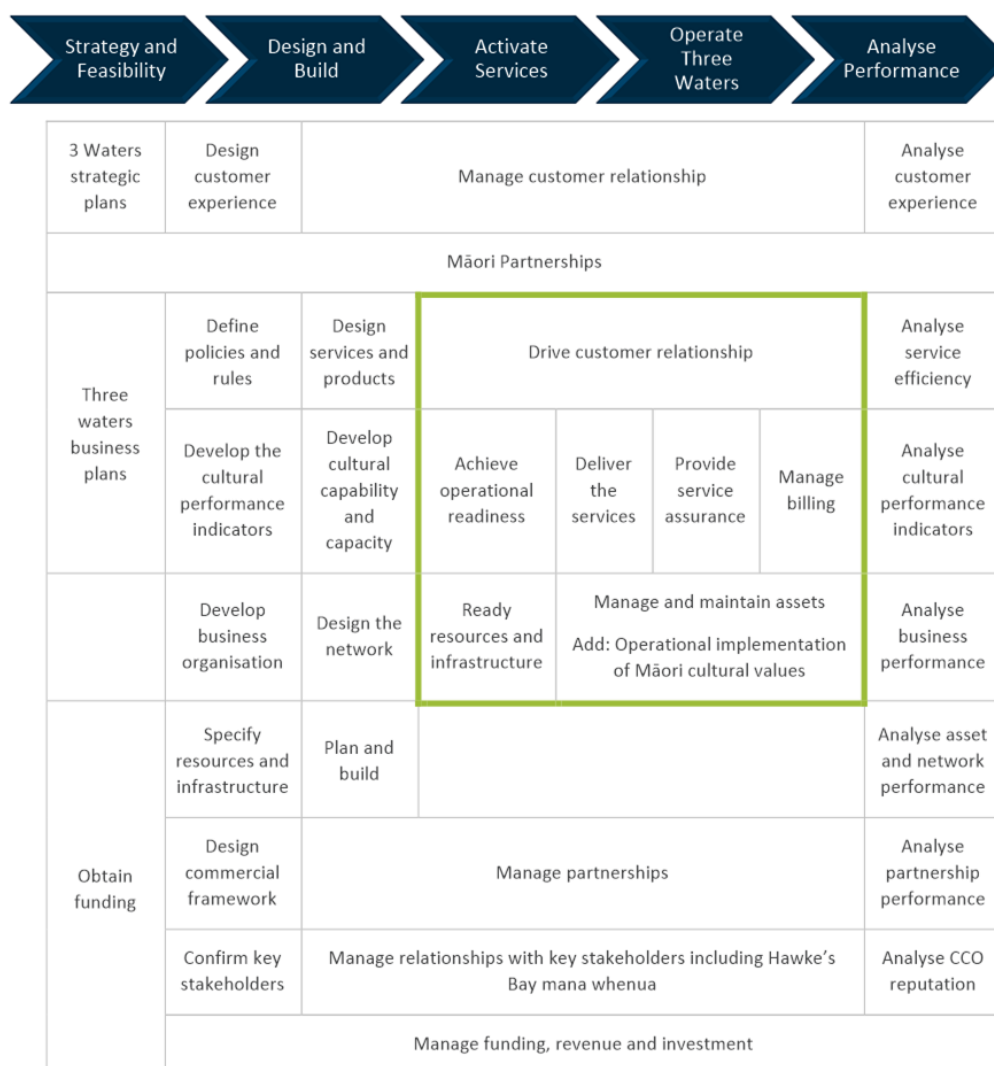 Strategy and
Feasibility
Design and
Build
Activate
Services
Operate
Three
Waters
Analyse
Performance
3 Waters
strategic
plans
Design
customer
experience
Manage customer relationship
Analyse
customer
experience
Māori Partnerships
Three
waters
business
plans
Define
policies and
rules
Design
services and
products
Drive customer relationship
Analyse
service
efficiency
Develop the
cultural
performance
indicators
Develop
cultural
capability
and
capacity
Achieve
operational
readiness
Deliver
the
services
Provide
service
assurance
Manage
billing
Analyse
cultural
performance
indicators
Develop
business
organisation
Design the
network
Ready
resources and
infrastructure
Manage and maintain assets
Add: Operational implementation
of Māori cultural values
Analyse
business
performance
Obtain
funding
Specify
resources and
infrastructure
Plan and
build
Analyse asset
and network
performance
Design
commercial
framework
Manage partnerships
Analyse
partnership
performance
Confirm key
stakeholders
Manage relationships with key stakeholders including Hawke's
Bay mana whenua
Analyse CCO
reputation
Manage funding, revenue and investment